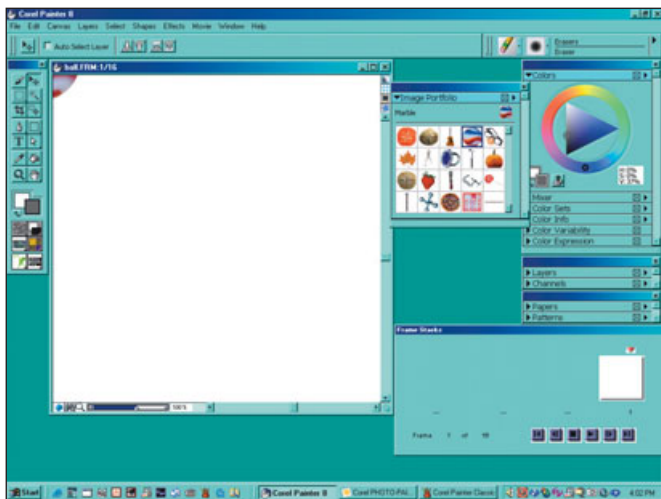 Corel Painter 8
File Edit Canvas Layers Select Shapes Effects Movie Window Help
Auto Select Layer
Erasers
Eraser
ball.FRM:1/16
Colors
Image Portfolio
Marble
Mixer
Color Sets
Color Info
Color Variability
Color Expression
Layers
Channels
Papers
Patterns
Frame Stacks
100%
Frame 1 of 16
Start
Corel Painter 8
Corel PHOTO-PAI...
Corel Painter Classic
4:02 PM